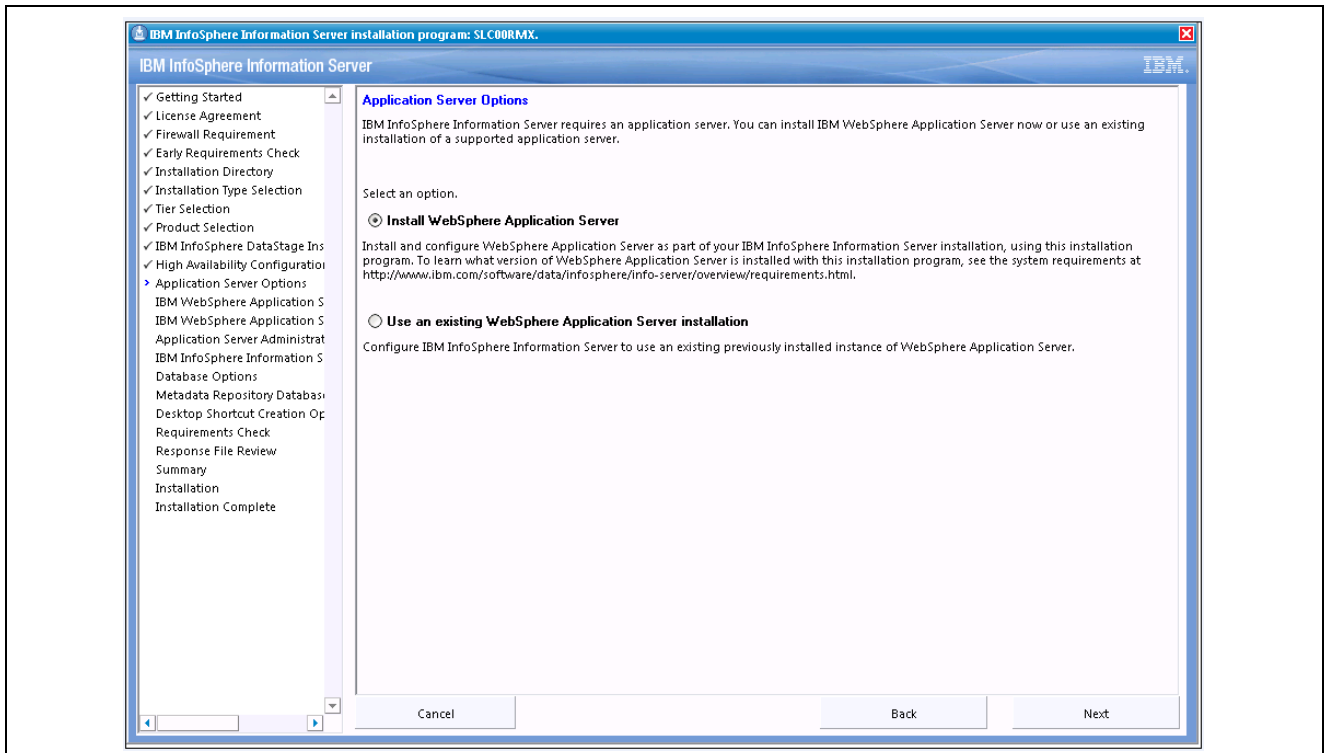 IBM InfoSphere Information Server installation program: SLC00RMX.
IBM InfoSphere Information Server
IBM.
✓ Getting Started
✓ License Agreement
✓ Firewall Requirement
✓ Early Requirements Check
✓ Installation Directory
✓ Installation Type Selection
✓ Tier Selection
✓ Product Selection
✓ IBM InfoSphere DataStage Ins
✓ High Availability Configuration
> Application Server Options
IBM WebSphere Application S
IBM WebSphere Application S
Application Server Administrat
IBM InfoSphere Information S
Database Options
Metadata Repository Databas
Desktop Shortcut Creation Op
Requirements Check
Response File Review
Summary
Installation
Installation Complete
Application Server Options
IBM InfoSphere Information Server requires an application server. You can install IBM WebSphere Application Server now or use an existing
installation of a supported application server.
Select an option.
Install WebSphere Application Server
Install and configure WebSphere Application Server as part of your IBM InfoSphere Information Server installation, using this installation
program. To learn what version of WebSphere Application Server is installed with this installation program, see the system requirements at
http://www.ibm.com/software/data/infosphere/info-server/overview/requirements.html.
Use an existing WebSphere Application Server installation
Configure IBM InfoSphere Information Server to use an existing previously installed instance of WebSphere Application Server.
Cancel
Back
Next